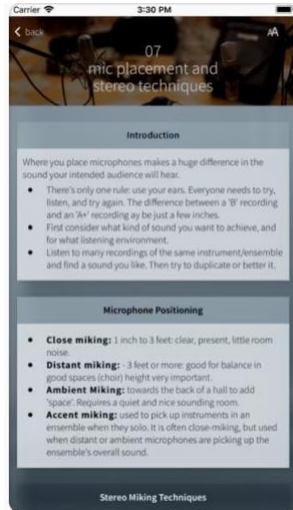 Carrier 3:30 PM
back AA
07
mic placement and
stereo techniques
Introduction
Where you place microphones makes a huge difference in the
sound your intended audience will hear.
• There's only one rule: use your ears. Everyone needs to try,
listen, and try again. The difference between a 'B' recording
and an 'A+' recording ay be just a few inches.
• First consider what kind of sound you want to achieve, and
for what listening environment.
• Listen to many recordings of the same instrument/ensemble
and find a sound you like. Then try to duplicate or better it.
Microphone Positioning
• Close miking: 1 inch to 3 feet: clear, present, little room
noise.
• Distant miking: - 3 feet or more: good for balance in
good spaces (choir) height very important.
• Ambient Miking: towards the back of a hall to add
'space'. Requires a quiet and nice sounding room.
• Accent miking: used to pick up instruments in an
ensemble when they solo. It is often close-miking, but used
when distant or ambient microphones are picking up the
ensemble's overall sound.
Stereo Miking Techniques